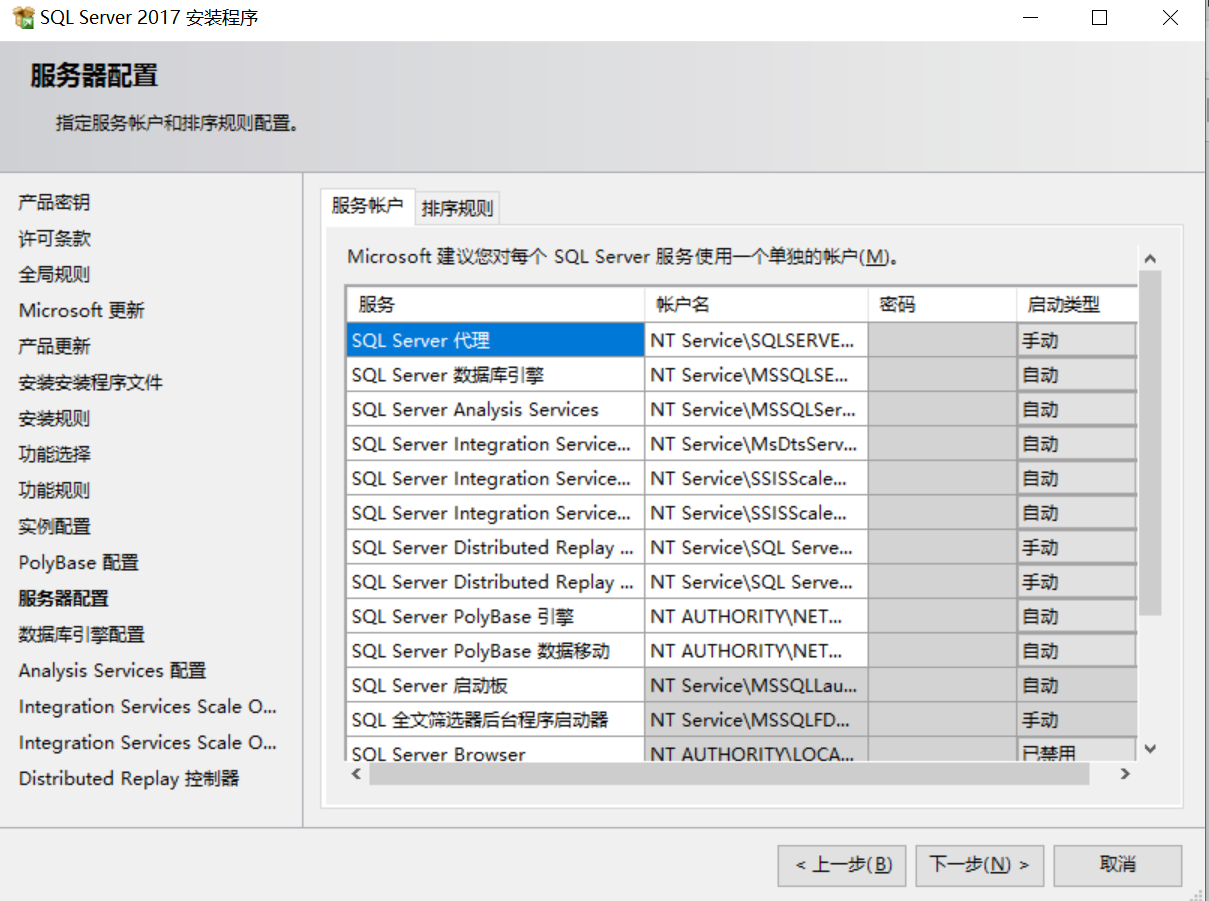 SQL Server 2017 安装程序
服务器配置
指定服务帐户和排序规则配置。
产品密钥
许可条款
全局规则
Microsoft 更新
产品更新
安装安装程序文件
安装规则
功能选择
功能规则
实例配置
PolyBase 配置
服务器配置
数据库引擎配置
Analysis Services 配置
Integration Services Scale O...
Integration Services Scale O...
Distributed Replay 控制器
服务帐户 排序规则
Microsoft 建议您对每个 SQL Server 服务使用一个单独的帐户(M)。
服务 帐户名 密码 启动类型
SQL Server 代理 NT Service\SQLSERVE... 手动
SQL Server 数据库引擎 NT Service\MSSQLSE... 自动
SQL Server Analysis Services NT Service\MSSQLSer... 自动
SQL Server Integration Service... NT Service\MsDtsServ... 自动
SQL Server Integration Service... NT Service\SSISScale... 自动
SQL Server Integration Service... NT Service\SSISScale... 自动
SQL Server Distributed Replay ... NT Service\SQL Serve... 手动
SQL Server Distributed Replay ... NT Service\SQL Serve... 手动
SQL Server PolyBase 引擎 NT AUTHORITY\NET... 自动
SQL Server PolyBase 数据移动 NT AUTHORITY\NET... 自动
SQL Server 启动板 NT Service\MSSQLLau... 自动
SQL 全文筛选器后台程序启动器 NT Service\MSSQLFD... 手动
SQL Server Browser NT AUTHORITY\LOCA... 已禁用
< 上一步(B) 下一步(N) > 取消